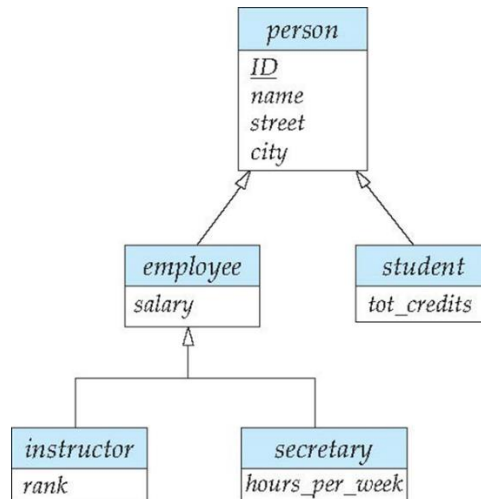 person
ID
name
street
city
employee
salary
student
tot_credits
instructor
rank
secretary
hours_per_week